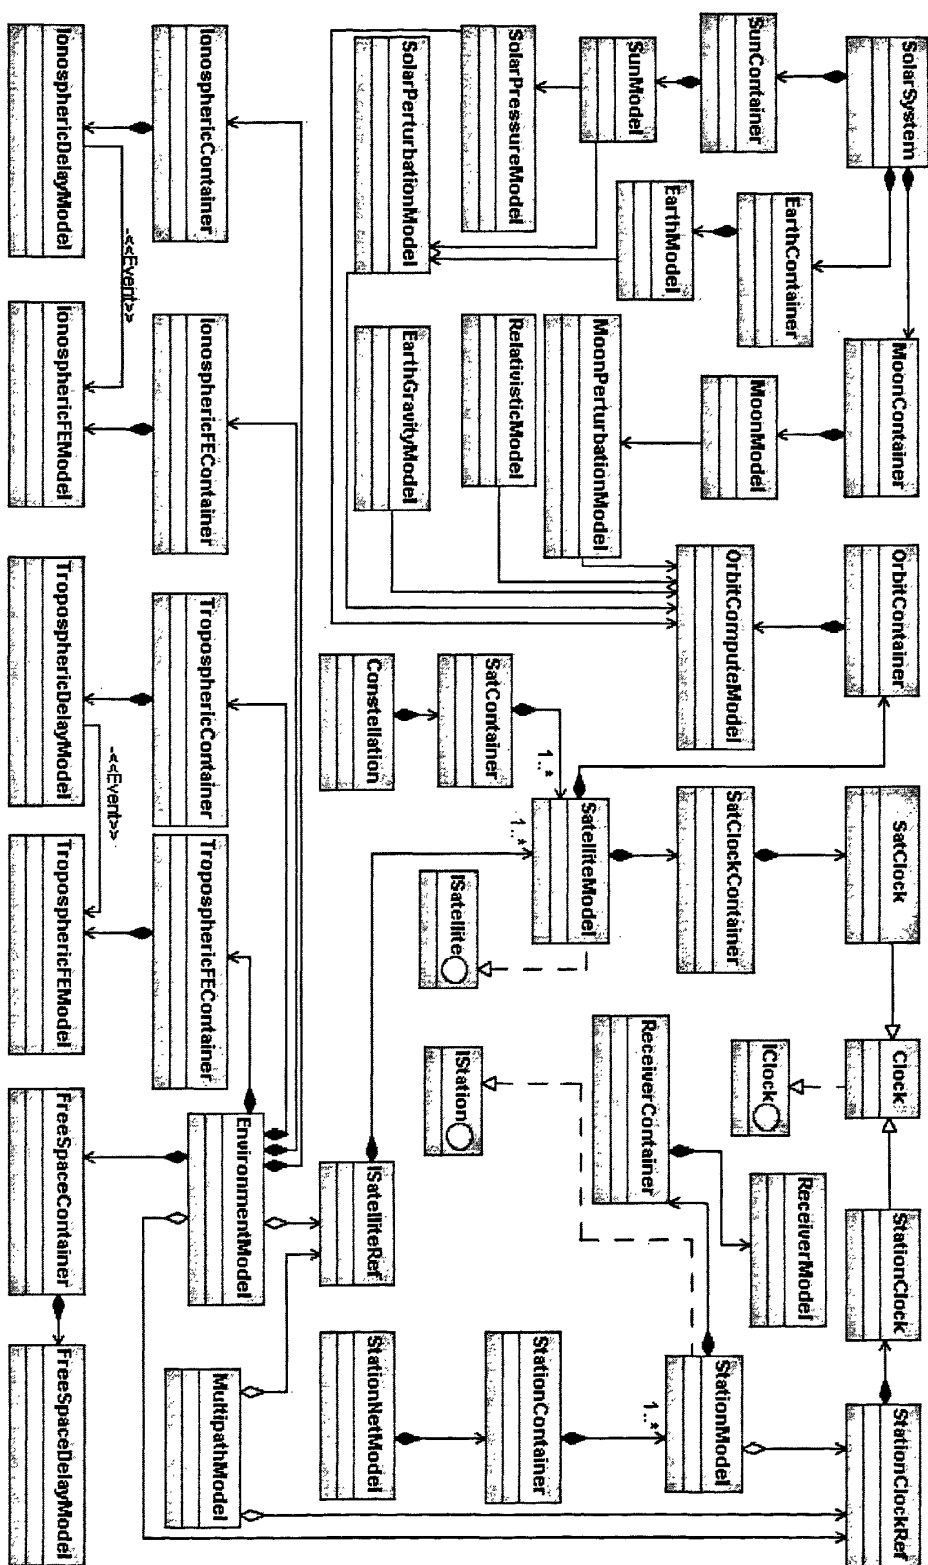 SolarSystem
SunContainer
SunModel
SolarPressureModel
SolarPerturbationModel
EarthContainer
EarthModel
MoonContainer
MoonModel
MoonPerturbationModel
RelativisticModel
EarthGravityModel
OrbitContainer
OrbitComputeModel
SatContainer
Constellation
SatClock
SatClockContainer
SatelliteModel
1..*
1..*
ISatellite
Clock
IClock
ReceiverContainer
IStation
StationClock
ReceiverModel
StationClockRef
StationModel
1..*
StationContainer
StationNetModel
ISatelliteRef
EnvironmentModel
MultipathModel
IonosphericContainer
IonosphericFEContainer
TroposphericContainer
TroposphericFEContainer
IonosphericDelayModel
-<<Event>>
IonosphericFEModel
TroposphericDelayModel
-<<Event>>
TroposphericFEModel
FreeSpaceContainer
FreeSpaceDelayModel